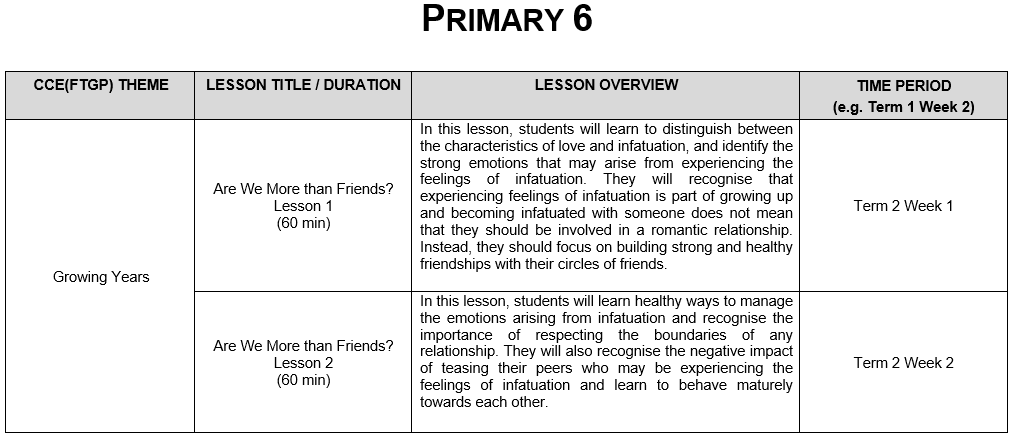 PRIMARY 6
CCE(FTGP) THEME
LESSON TITLE / DURATION
LESSON OVERVIEW
TIME PERIOD
(e.g. Term 1 Week 2)
Growing Years
Are We More than Friends?
Lesson 1
(60 min)
In this lesson, students will learn to distinguish between
the characteristics of love and infatuation, and identify the
strong emotions that may arise from experiencing the
feelings of infatuation. They will recognise that
experiencing feelings of infatuation is part of growing up
and becoming infatuated with someone does not mean
that they should be involved in a romantic relationship.
Instead, they should focus on building strong and healthy
friendships with their circles of friends.
Term 2 Week 1
Are We More than Friends?
Lesson 2
(60 min)
In this lesson, students will learn healthy ways to manage
the emotions arising from infatuation and recognise the
importance of respecting the boundaries of any
relationship. They will also recognise the negative impact
of teasing their peers who may be experiencing the
feelings of infatuation and learn to behave maturely
towards each other.
Term 2 Week 2